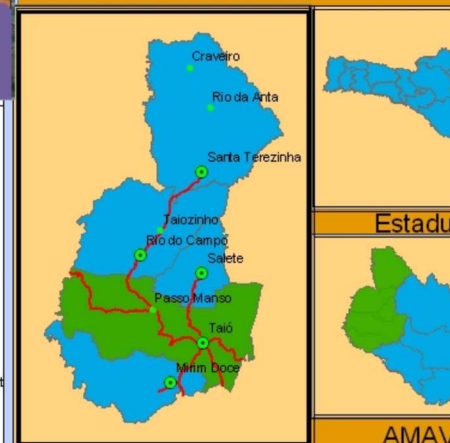 Craveiro
Rio da Anta
Santa Terezinha
Taiozinho
Rio do Campo
Salete
Passo Manso
Taió
Mirim Doce
Estadu
AMAV